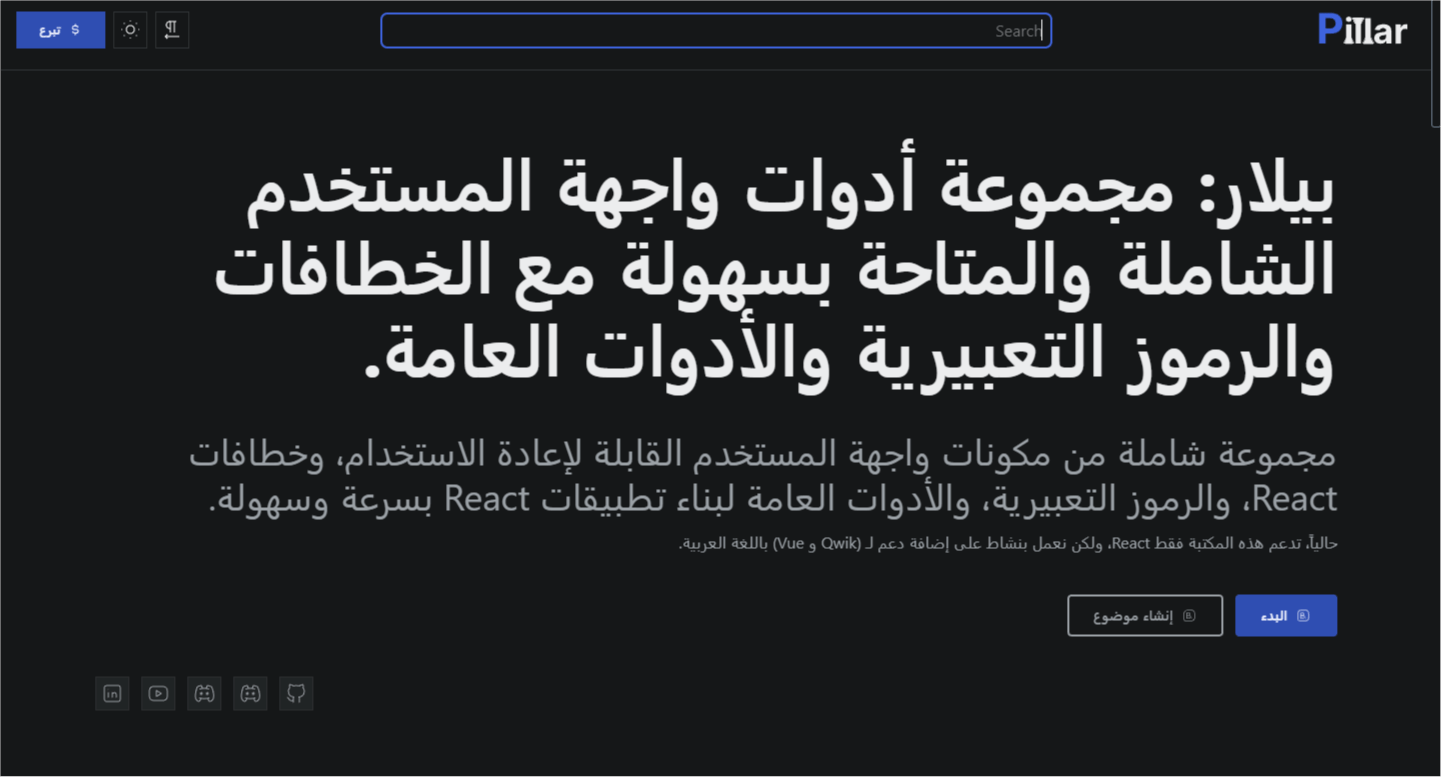 Pillar
Search
$ تبرع
بيلار: مجموعة أدوات واجهة المستخدم
الشاملة والمتاحة بسهولة مع الخطافات
والرموز التعبيرية والأدوات العامة.
مجموعة شاملة من مكونات واجهة المستخدم القابلة لإعادة الاستخدام، وخطافات
React، والرموز التعبيرية، والأدوات العامة لبناء تطبيقات React بسرعة وسهولة.
حالياً، تدعم هذه المكتبة فقط React، ولكن نعمل بنشاط على إضافة دعم لـ (Qwik و Vue) باللغة العربية.
البدء
إنشاء موضوع